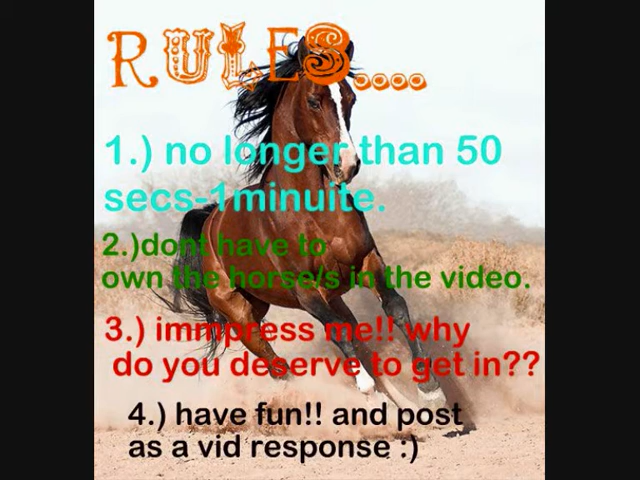 RULES....
1.) no longer than 50
secs-1minuite.
2.)dont have to
own the horse/s in the video.
3.) immpress me!! why
do you deserve to get in??
4.) have fun!! and post
as a vid response :)